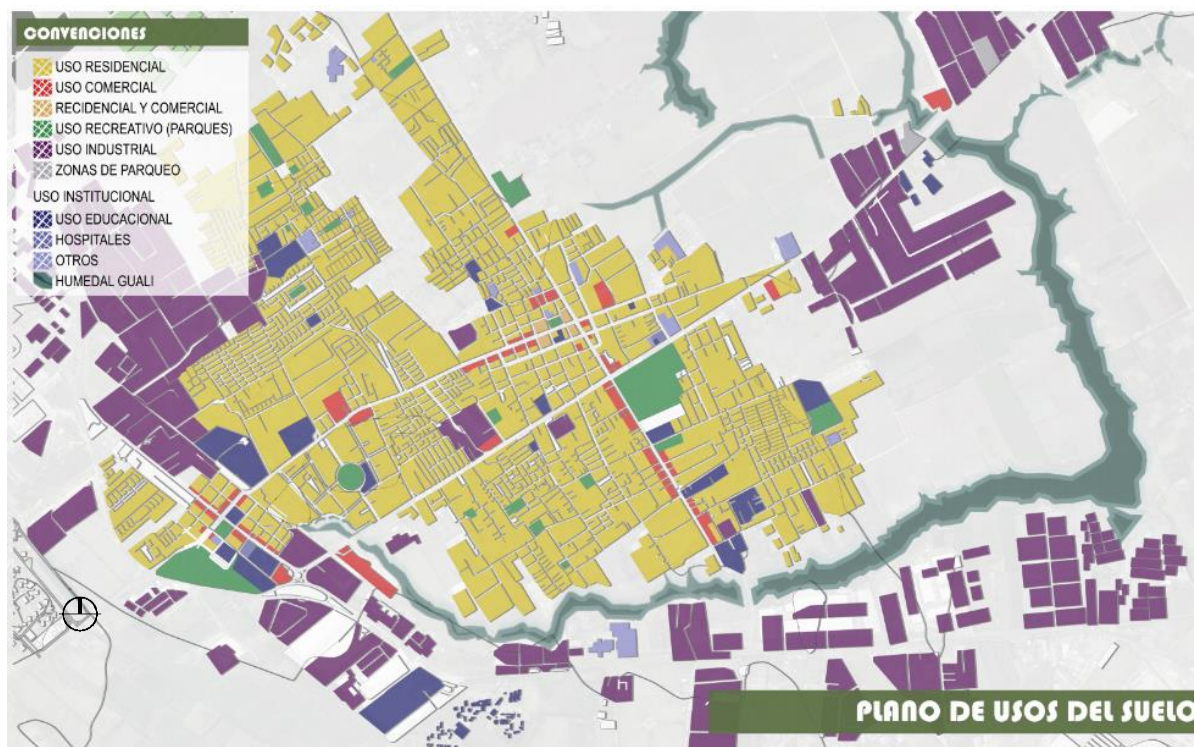 CONVENCIONES
USO RESIDENCIAL
USO COMERCIAL
RECIDENCIAL Y COMERCIAL
USO RECREATIVO (PARQUES)
USO INDUSTRIAL
ZONAS DE PARQUEO
USO INSTITUCIONAL
USO EDUCACIONAL
HOSPITALES
OTROS
HUMEDAL GUALI
PLANO DE USOS DEL SUELO